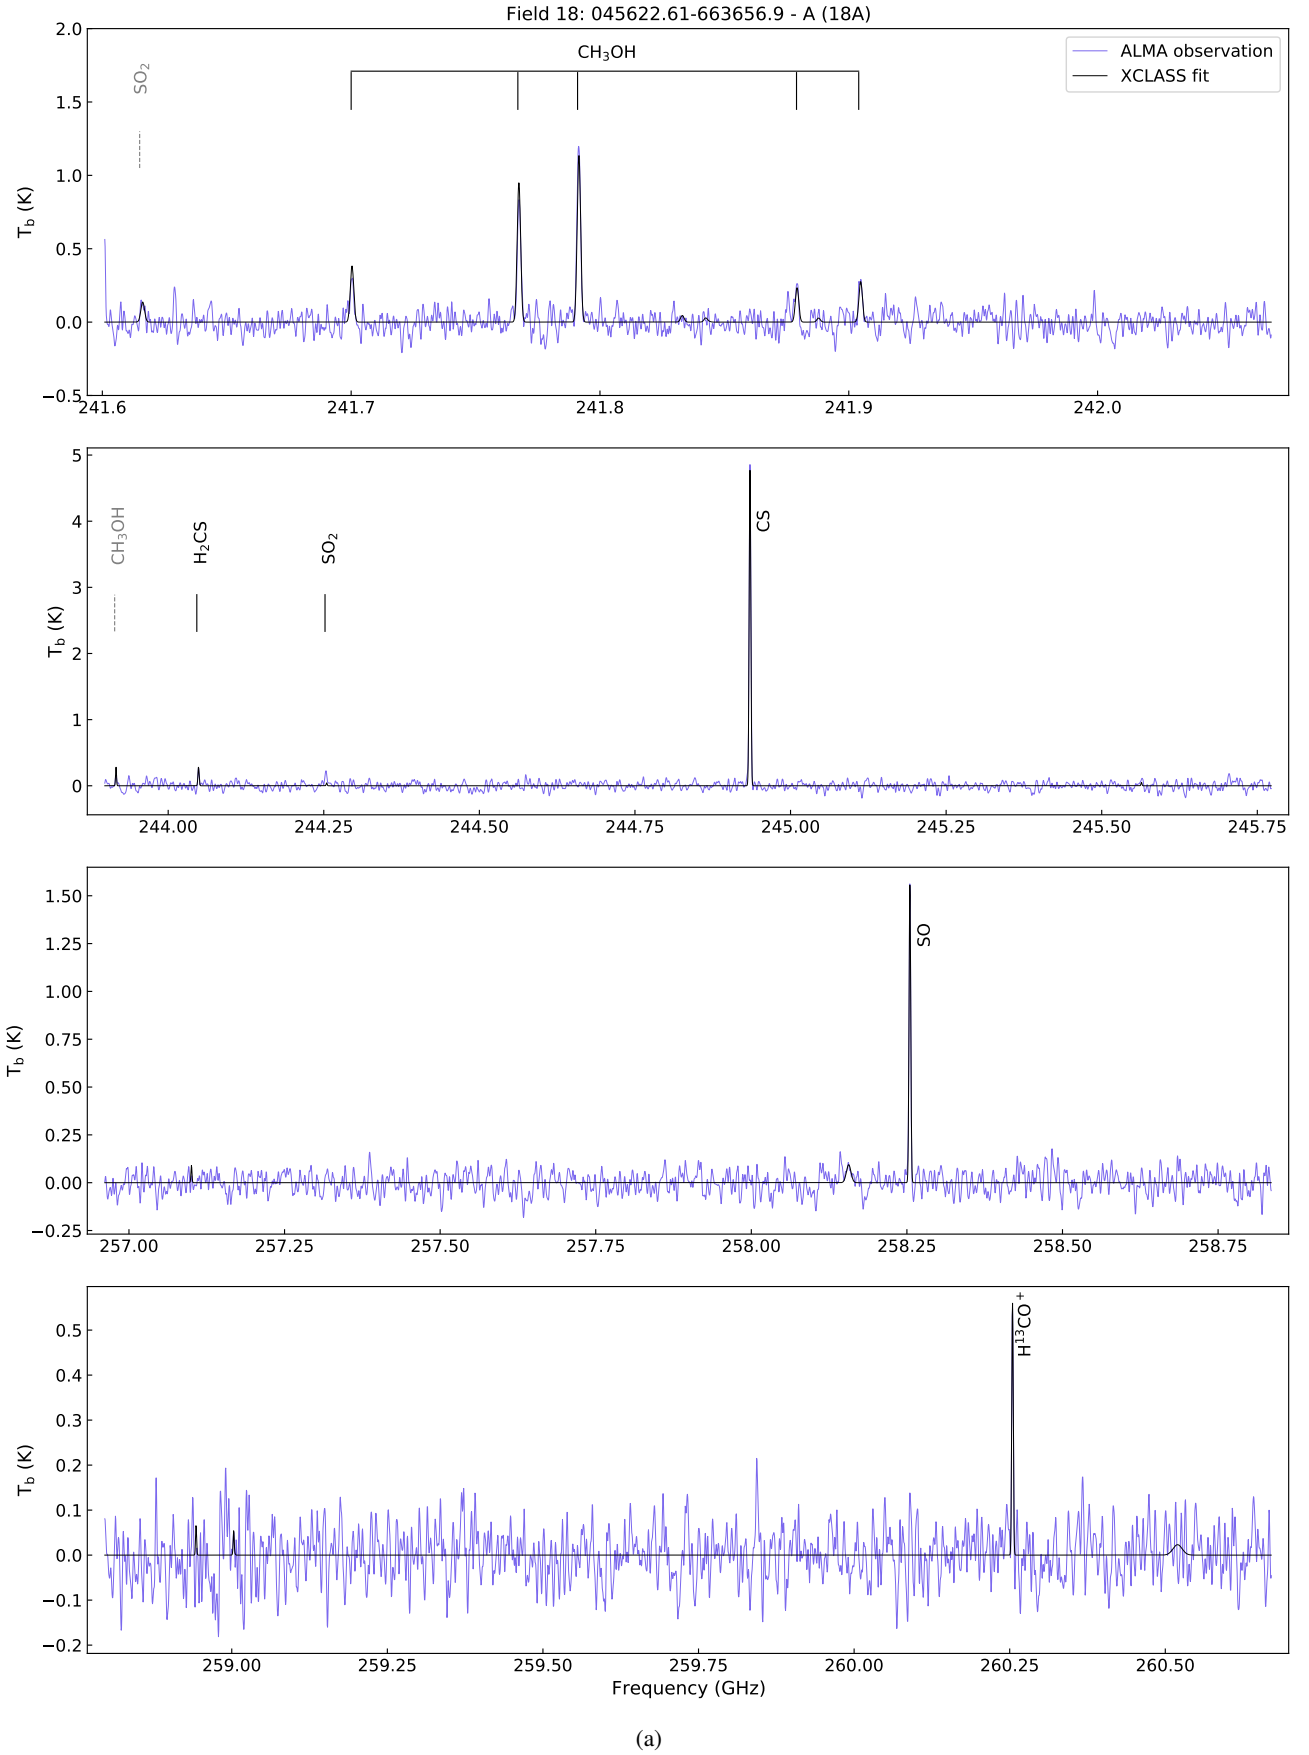 Field 18: 045622.61-663656.9 - A (18A)
2.0
1.5
1.0
0.5
0.0
−0.5
T_b (K)
SO₂
CH₃OH
ALMA observation
XCLASS fit
241.6 241.7 241.8 241.9 242.0
5
4
3
2
1
0
T_b (K)
CH₃OH
H₂CS
SO₂
CS
244.00 244.25 244.50 244.75 245.00 245.25 245.50 245.75
1.50
1.25
1.00
0.75
0.50
0.25
0.00
−0.25
T_b (K)
SO
257.00 257.25 257.50 257.75 258.00 258.25 258.50 258.75
0.5
0.4
0.3
0.2
0.1
0.0
−0.1
−0.2
T_b (K)
H¹³CO⁺
259.00 259.25 259.50 259.75 260.00 260.25 260.50
Frequency (GHz)
(a)